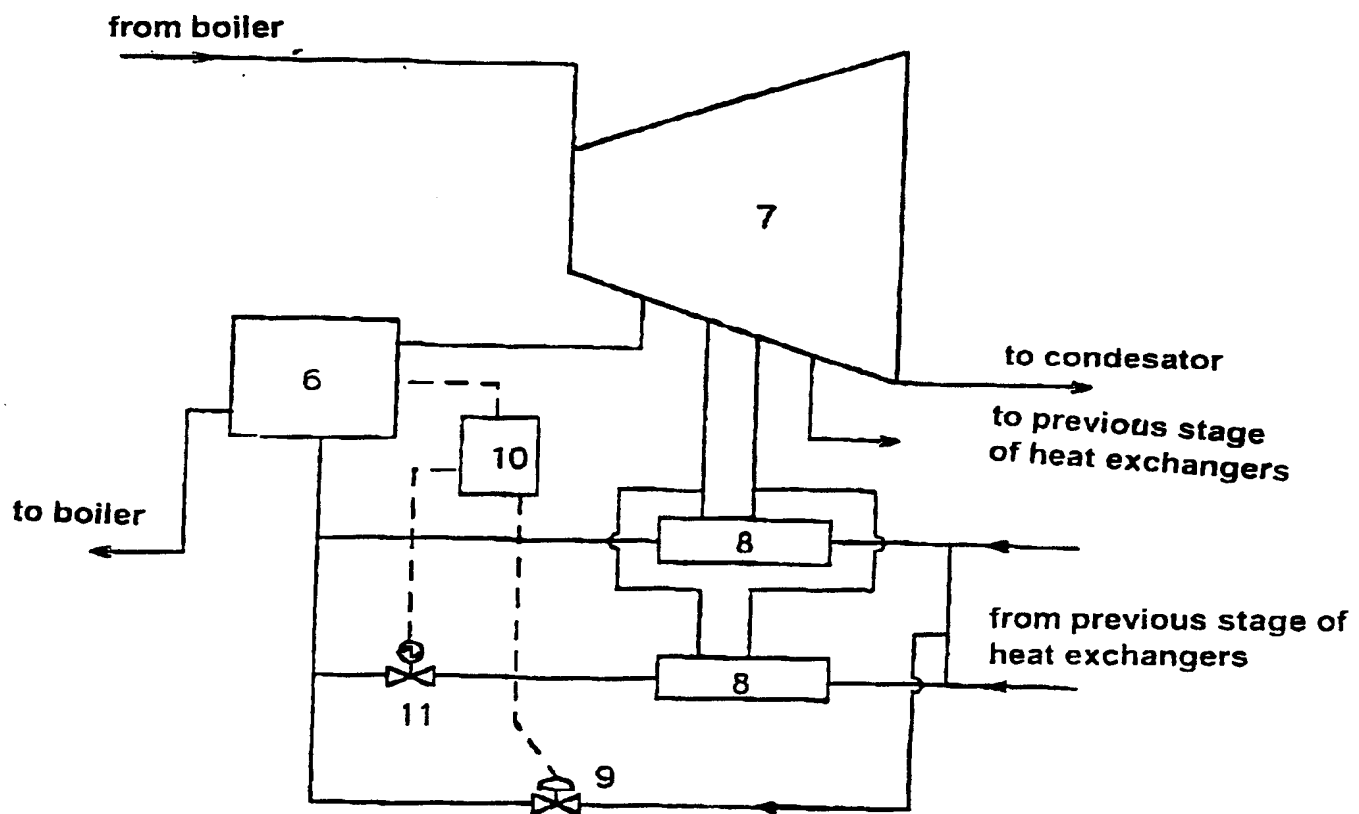 from boiler
7
6
to condesator
to previous stage
of heat exchangers
10
to boiler
8
from previous stage of
heat exchangers
8
11
9